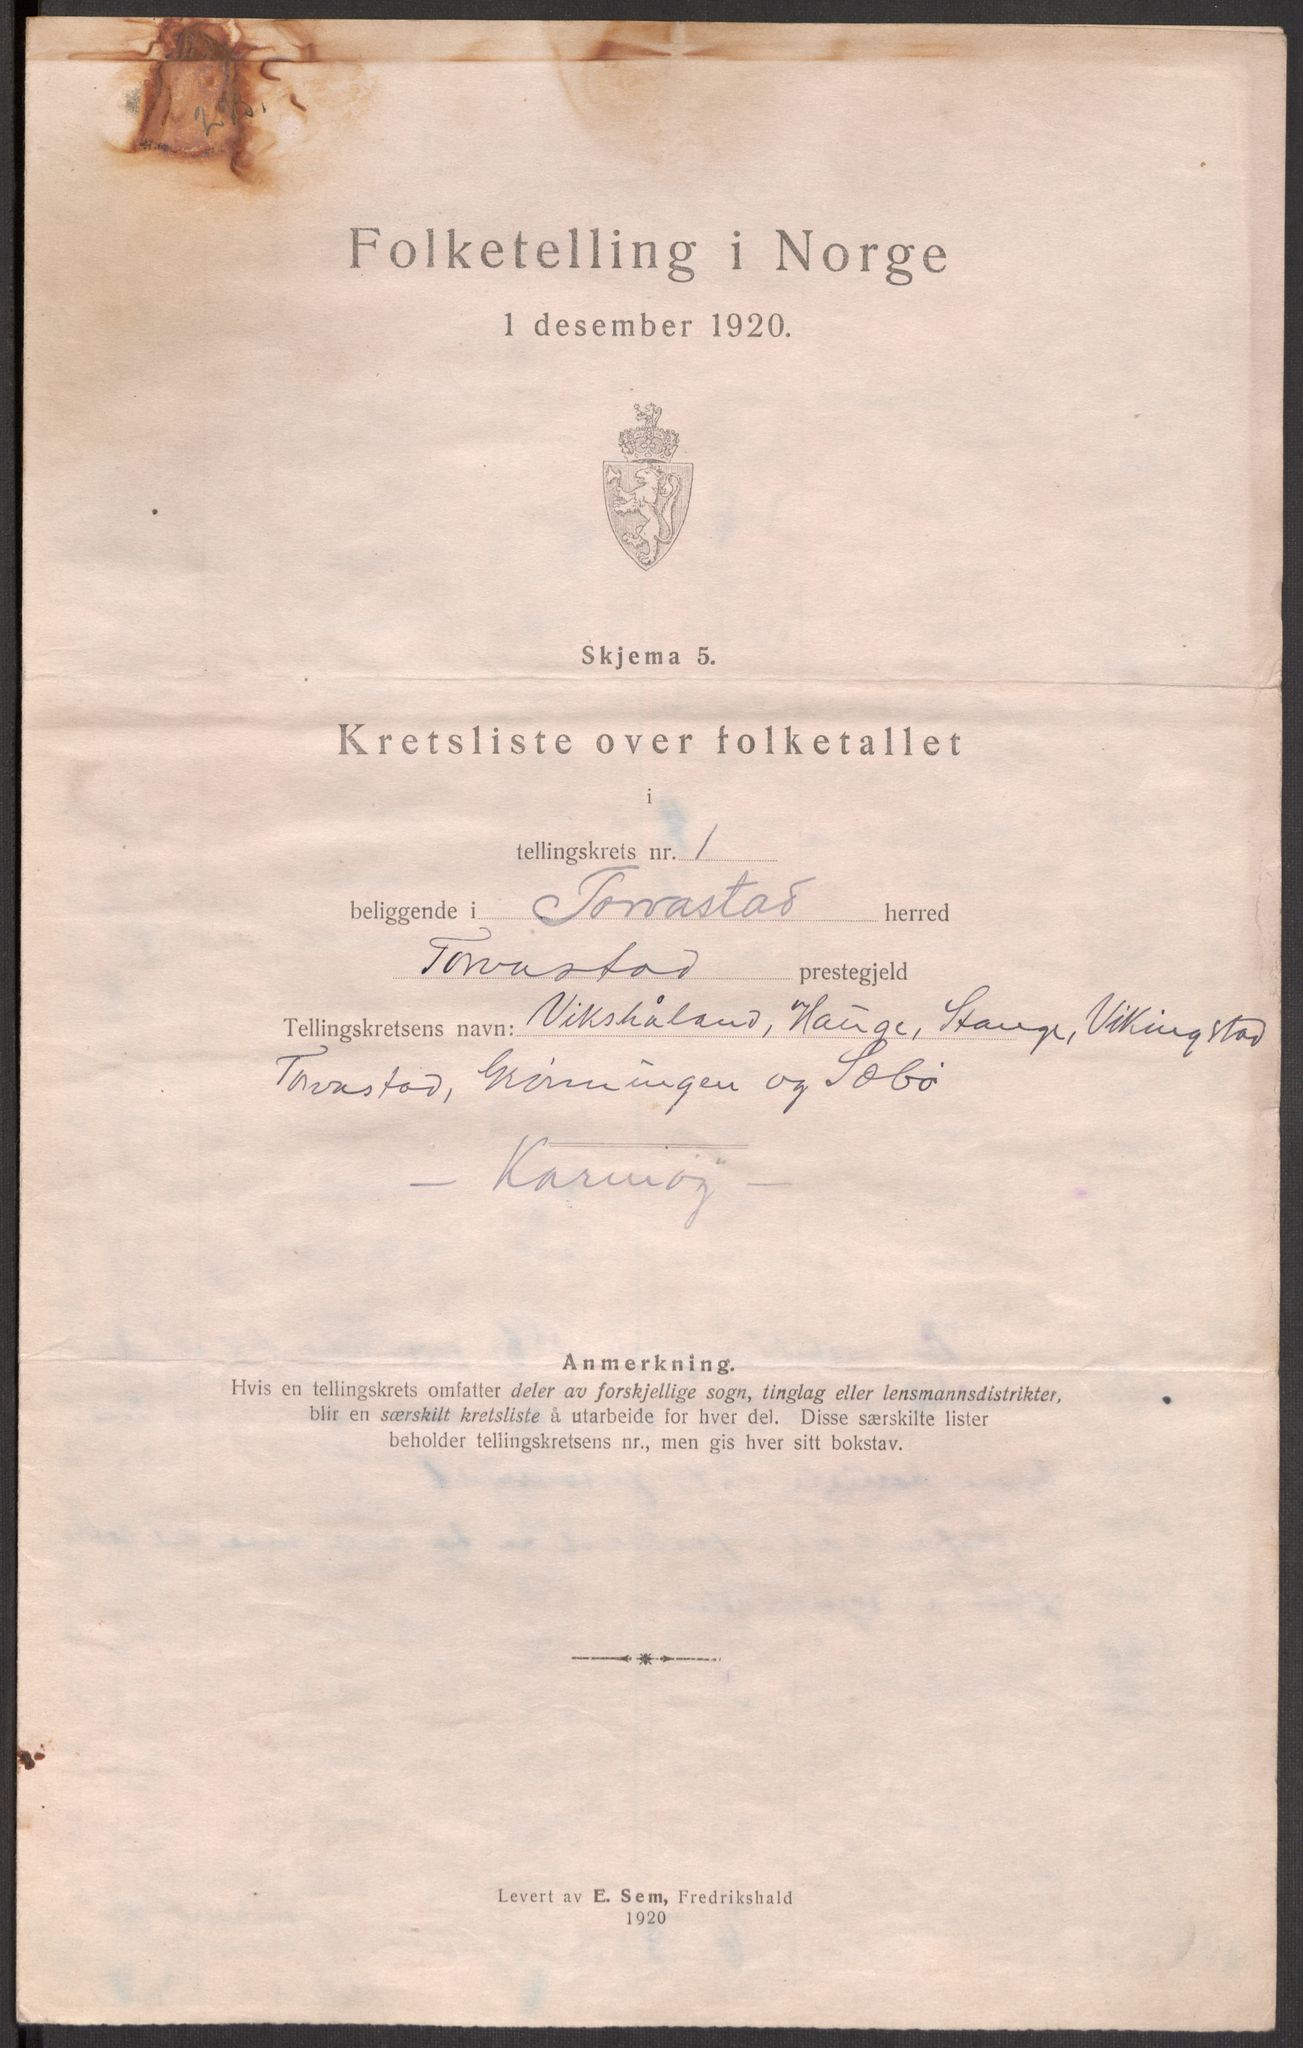 Folketelling i Norge
1 desember 1920.
Skjema 5.
Kretsliste over folketallet
i
tellingskrets nr. 1
beliggende i Torvastad herred
Torvastad prestegjeld
Tellingskretsens navn: Vikshåland, Hauge, Stange, Vikingstad
Torvastad, Grønningen og Sæbø
— Karmöy —
Anmerkning.
Hvis en tellingskrets omfatter deler av forskjellige sogn, tinglag eller lensmannsdistrikter,
blir en særskilt kretsliste å utarbeide for hver del. Disse særskilte lister
beholder tellingskretsens nr., men gis hver sitt bokstav.
Levert av E. Sem, Fredrikshald
1920